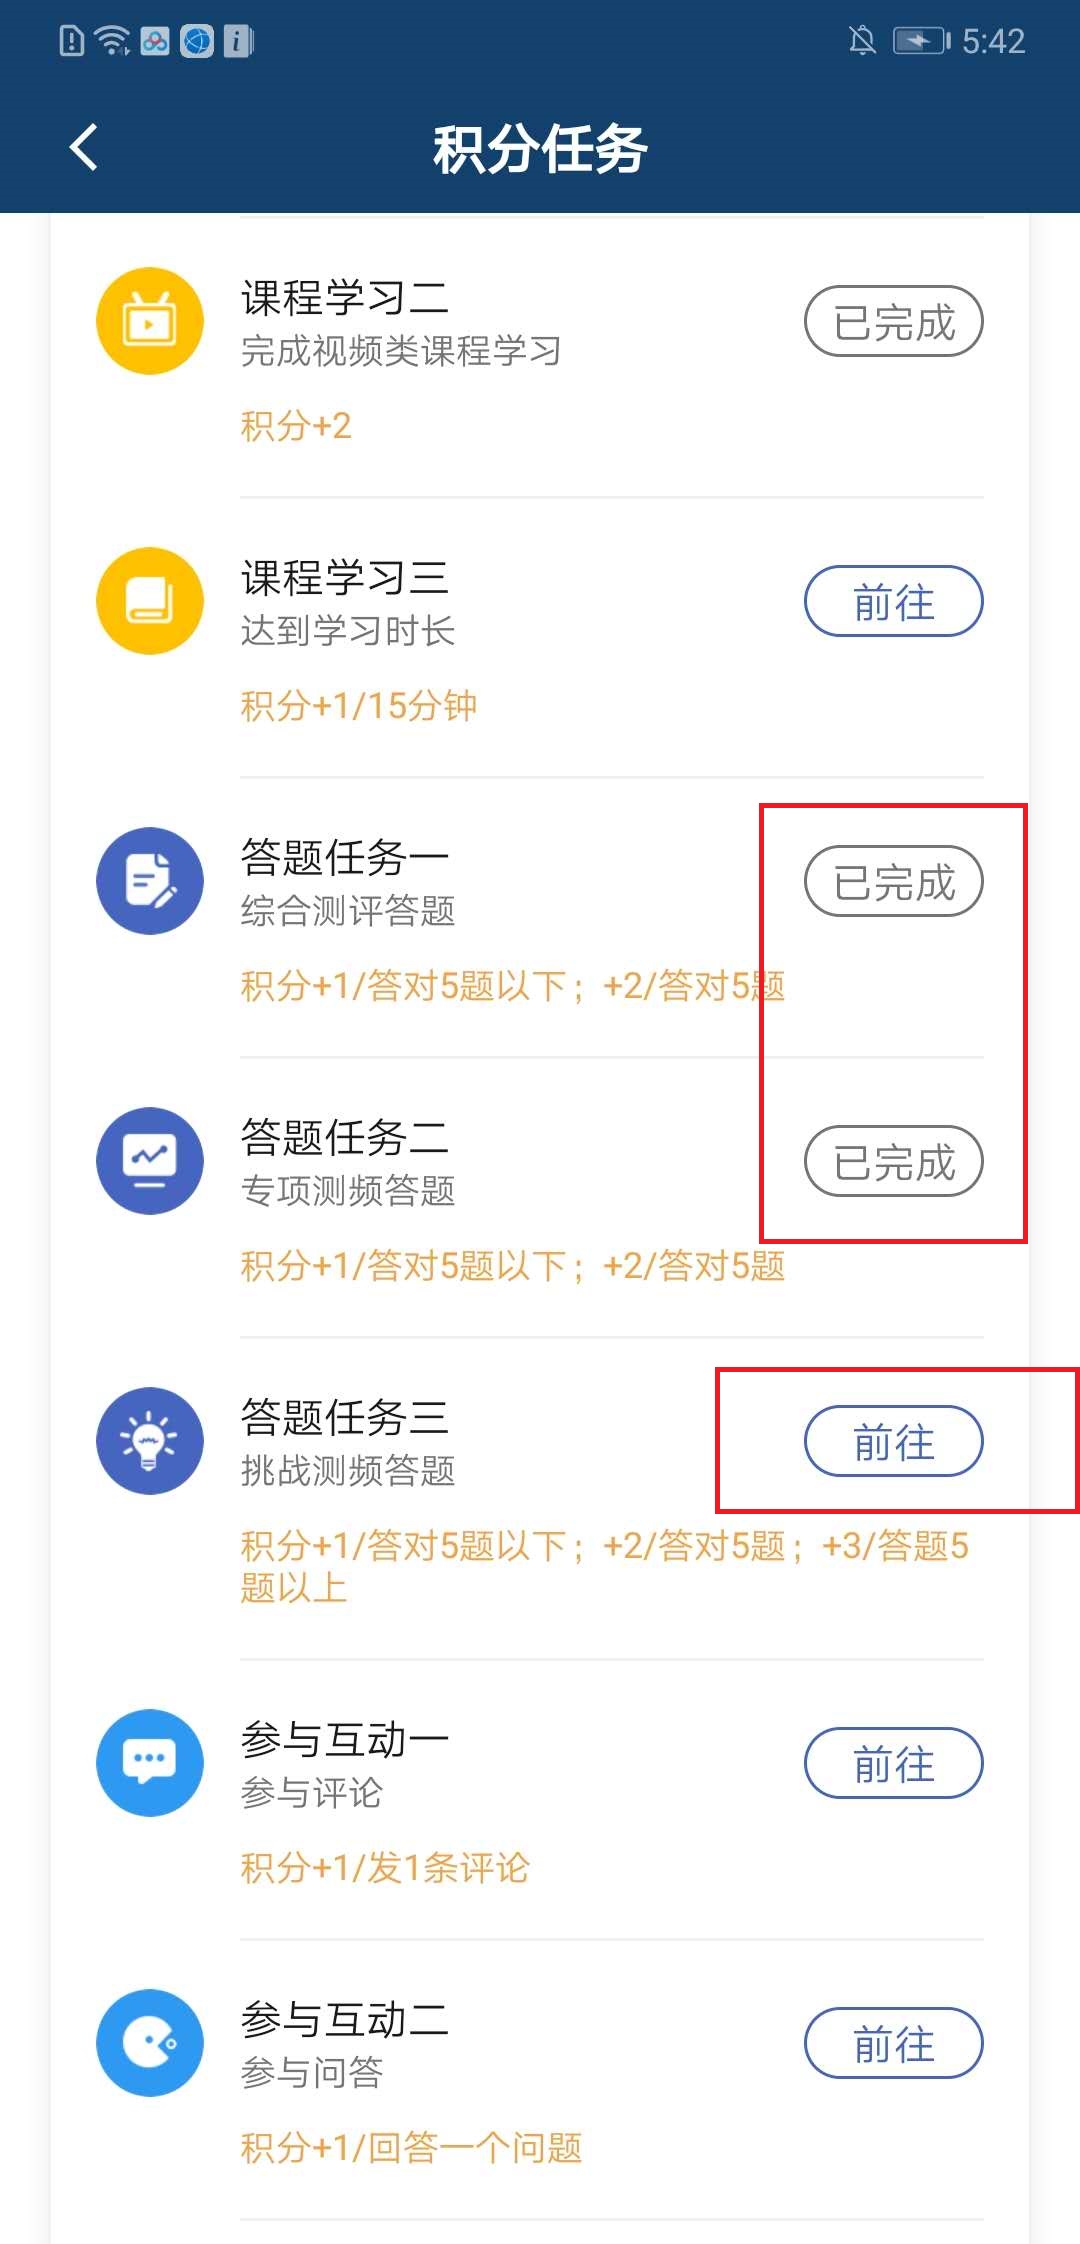 5:42
积分任务
课程学习二
已完成
完成视频类课程学习
积分+2
课程学习三
前往
达到学习时长
积分+1/15分钟
答题任务一
已完成
综合测评答题
积分+1/答对5题以下；+2/答对5题
答题任务二
已完成
专项测频答题
积分+1/答对5题以下；+2/答对5题
答题任务三
前往
挑战测频答题
积分+1/答对5题以下；+2/答对5题；+3/答题5
题以上
参与互动一
前往
参与评论
积分+1/发1条评论
参与互动二
前往
参与问答
积分+1/回答一个问题